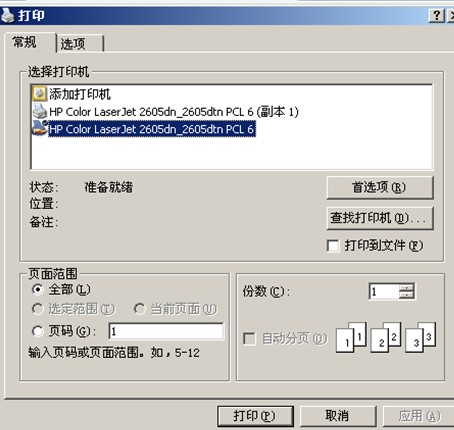 打印
常规
选项
选择打印机
添加打印机
HP Color LaserJet 2605dn_2605dtn PCL 6 (副本 1)
HP Color LaserJet 2605dn_2605dtn PCL 6
状态: 准备就绪
位置:
备注:
首选项(R)
查找打印机(D)...
打印到文件(F)
页面范围
全部(L)
选定范围(T) 当前页面(U)
页码(G): 1
输入页码或页面范围。如，5-12
份数(C): 1
自动分页(O)
1 1 2 2 3 3
打印(P) 取消 应用(A)